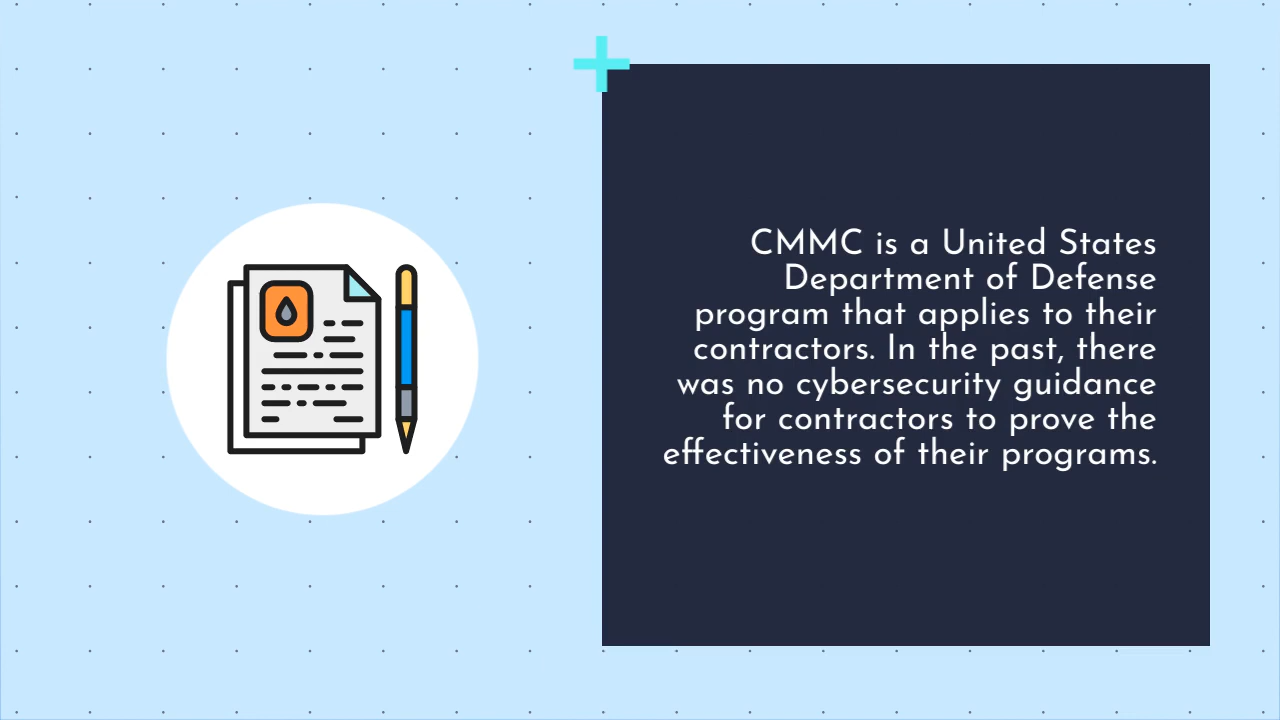 CMMC is a United States
Department of Defense
program that applies to their
contractors. In the past, there
was no cybersecurity guidance
for contractors to prove the
effectiveness of their programs.